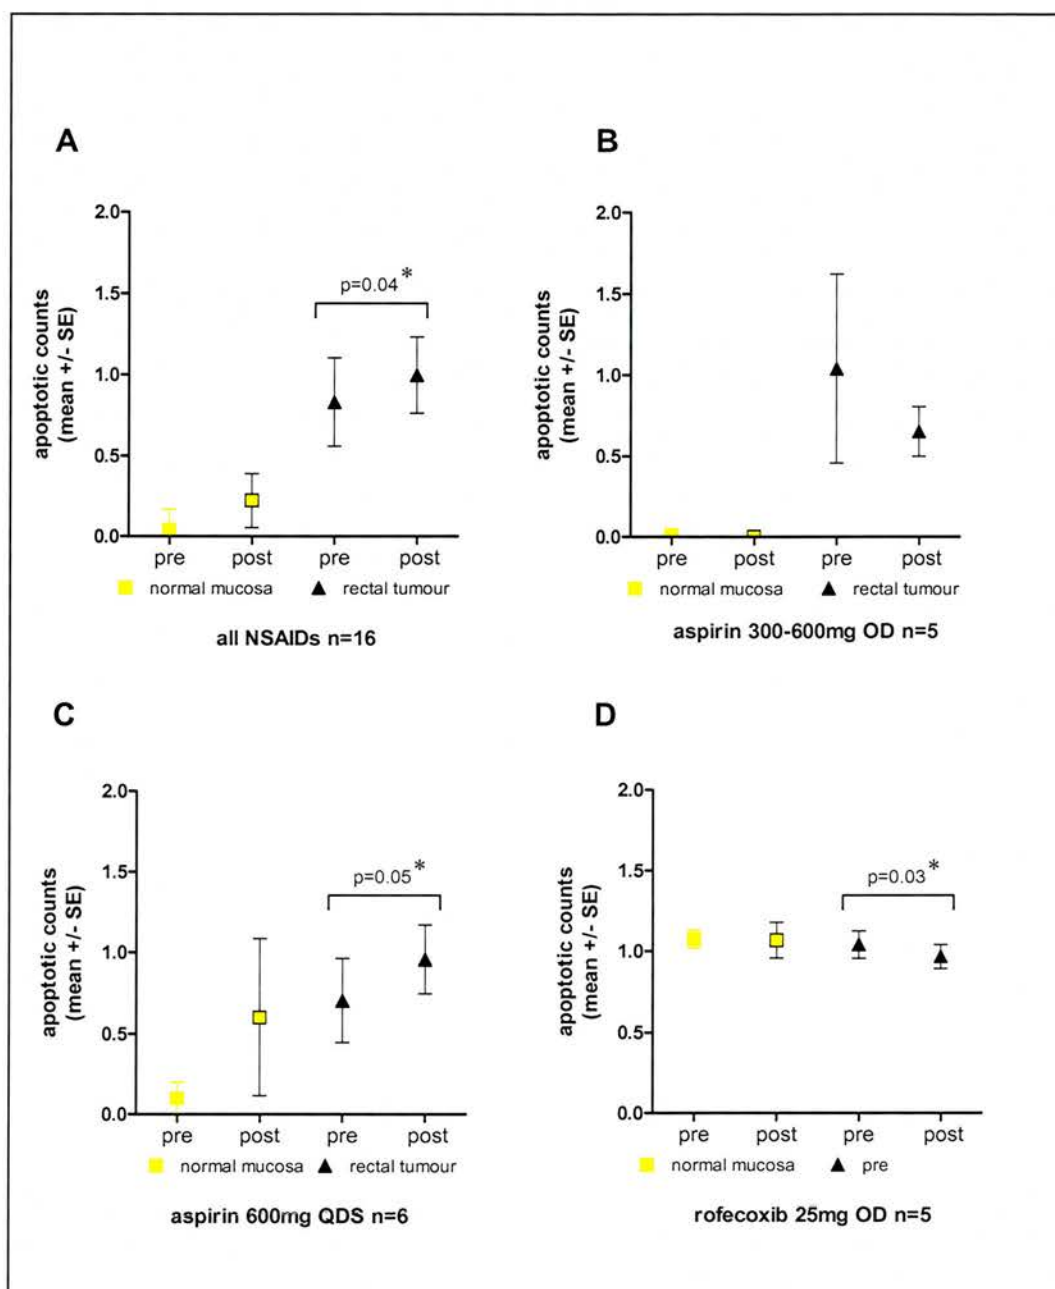 A
apoptotic counts
(mean +/- SE)
2.0
1.5
1.0
0.5
0.0
p=0.04 *
pre post pre post
normal mucosa rectal tumour
all NSAIDs n=16
B
apoptotic counts
(mean +/- SE)
2.0
1.5
1.0
0.5
0.0
pre post pre post
normal mucosa rectal tumour
aspirin 300-600mg OD n=5
C
apoptotic counts
(mean +/- SE)
2.0
1.5
1.0
0.5
0.0
p=0.05 *
pre post pre post
normal mucosa rectal tumour
aspirin 600mg QDS n=6
D
apoptotic counts
(mean +/- SE)
2.0
1.5
1.0
0.5
0.0
p=0.03 *
pre post pre post
normal mucosa pre
rofecoxib 25mg OD n=5